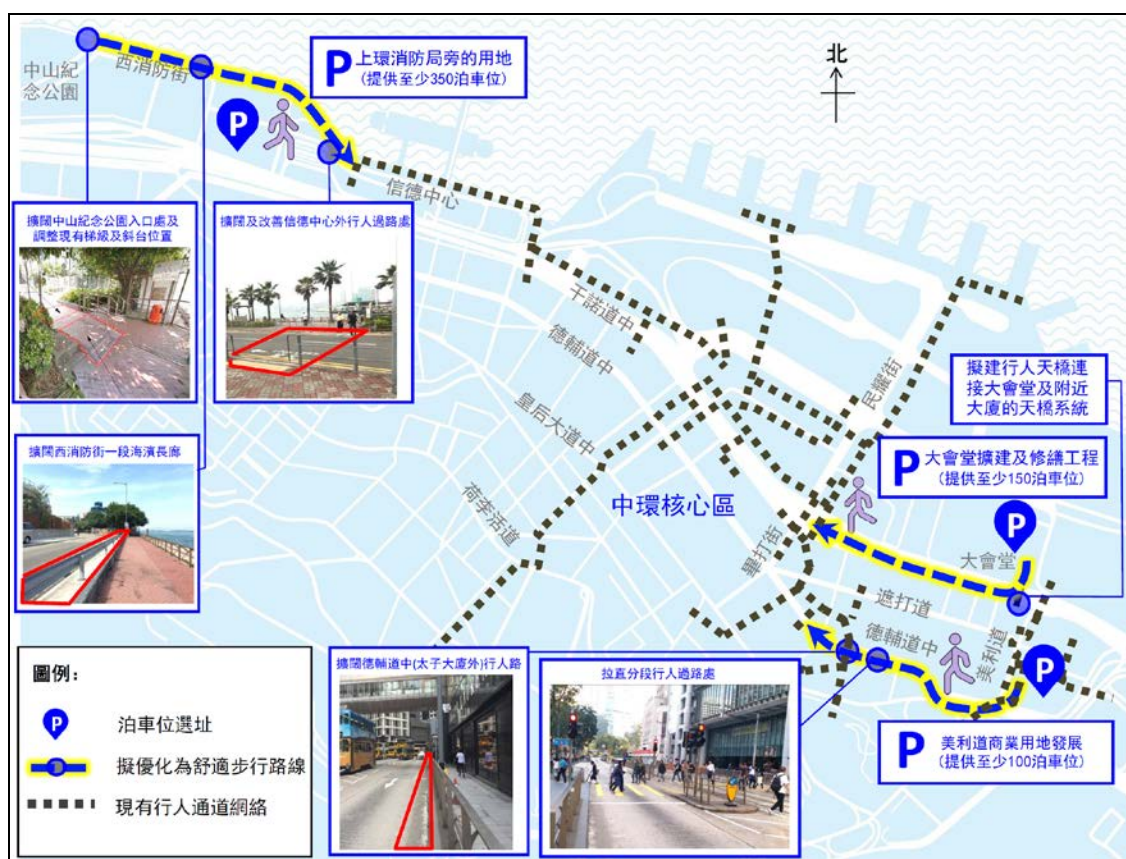 P 上環消防局旁的用地
(提供至少350泊車位)
北
中山紀
念公園
西消防街
P
信德中心
擴闊中山紀念公園入口處及
調整現有梯級及斜台位置
擴闊及改善信德中心外行人過路處
干諾道中
德輔道中
民耀街
擬建行人天橋連
接大會堂及附近
大廈的天橋系統
皇后大道中
擴闊西消防街一段海濱長廊
P 大會堂擴建及修繕工程
(提供至少150泊車位)
荷李活道
中環核心區
P
畢打街
大會堂
遮打道
德輔道中
美利道
P
擴闊德輔道中(太子大廈外)行人路
拉直分段行人過路處
P 美利道商業用地發展
(提供至少100泊車位)
圖例：
P 泊車位選址
擬優化為舒適步行路線
現有行人通道網絡